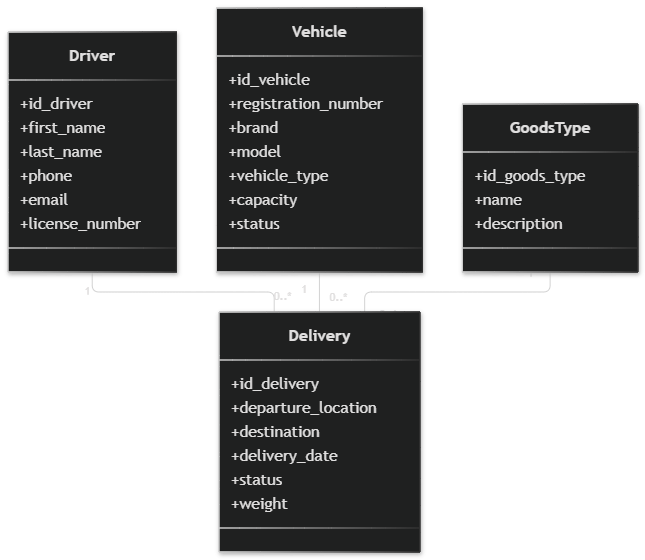 Driver
+id_driver
+first_name
+last_name
+phone
+email
+license_number
Vehicle
+id_vehicle
+registration_number
+brand
+model
+vehicle_type
+capacity
+status
GoodsType
+id_goods_type
+name
+description
1
0..*
1
0..*
Delivery
+id_delivery
+departure_location
+destination
+delivery_date
+status
+weight